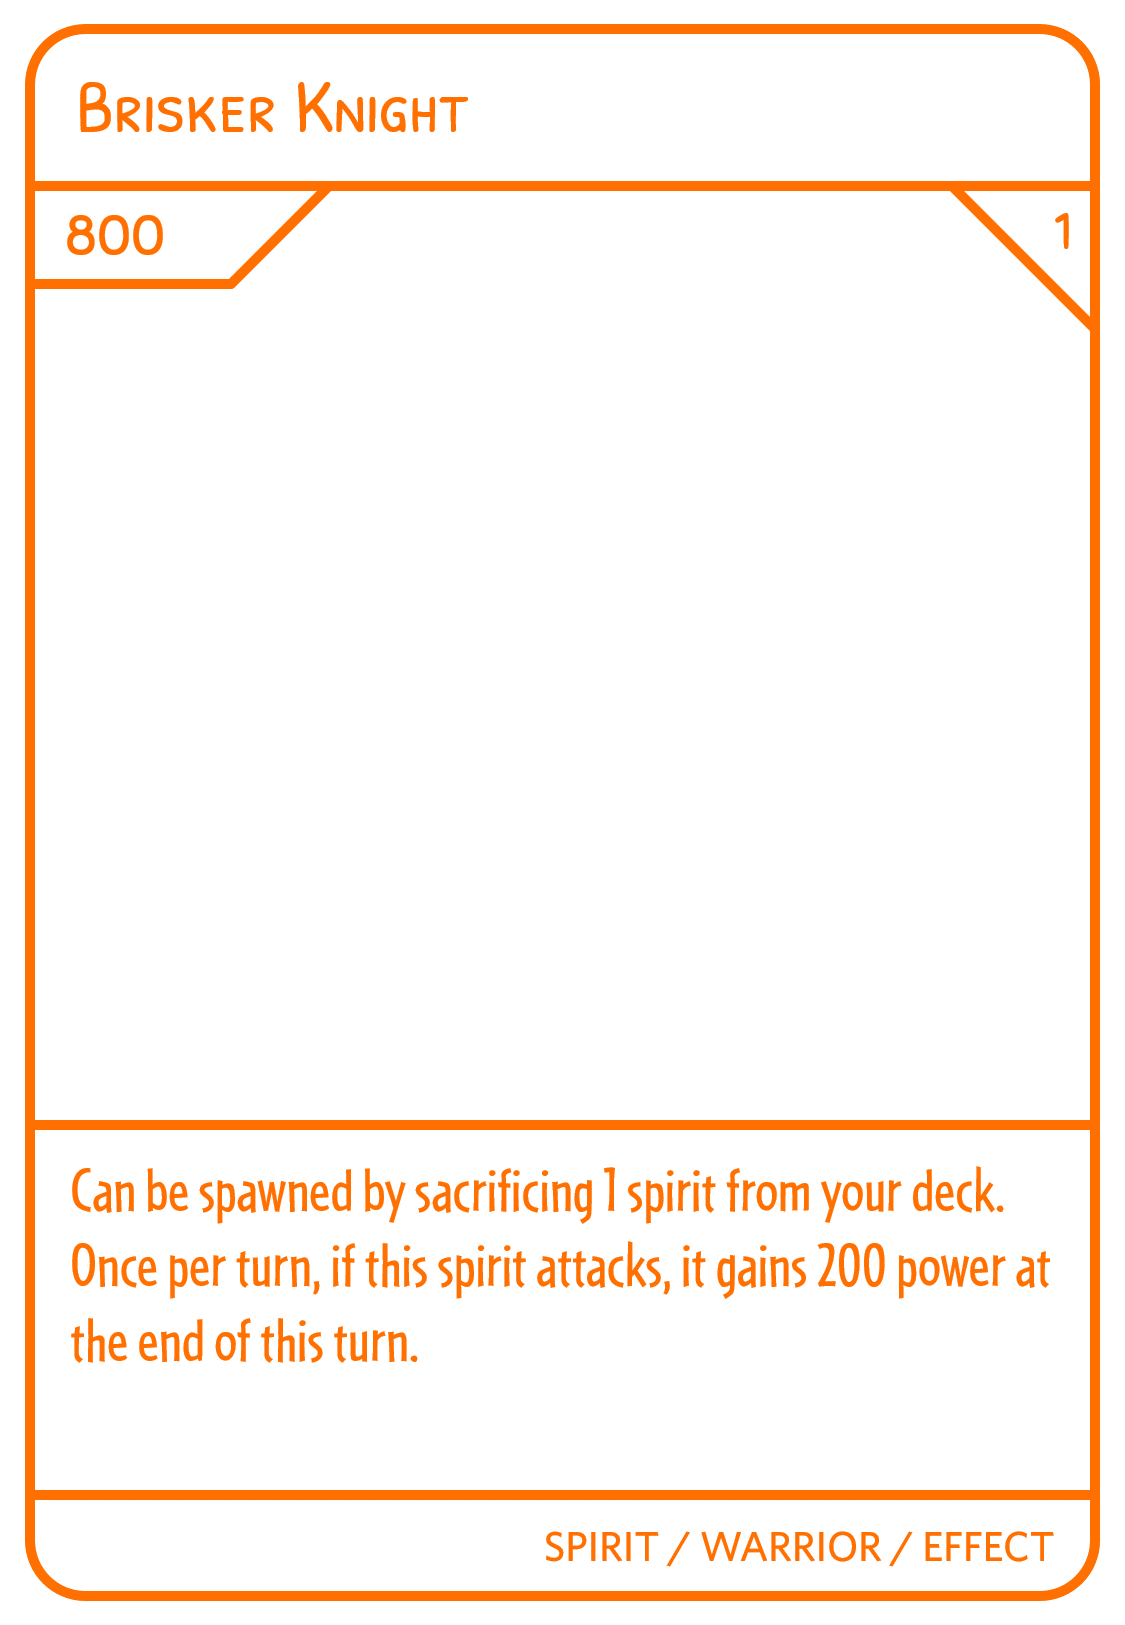 Brisker Knight
800
1
Can be spawned by sacrificing 1 spirit from your deck.
Once per turn, if this spirit attacks, it gains 200 power at
the end of this turn.
SPIRIT / WARRIOR / EFFECT